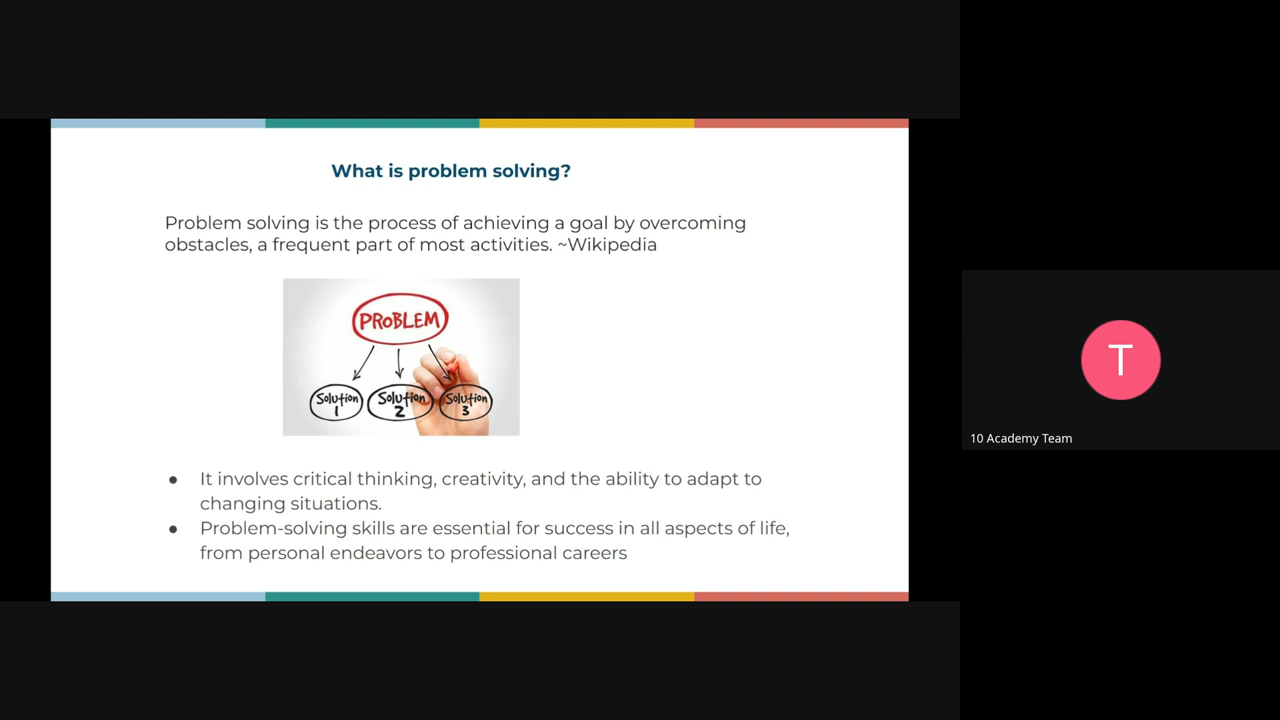 What is problem solving?
Problem solving is the process of achieving a goal by overcoming
obstacles, a frequent part of most activities. ~Wikipedia
PROBLEM
Solution 1
Solution 2
Solution 3
● It involves critical thinking, creativity, and the ability to adapt to
changing situations.
● Problem-solving skills are essential for success in all aspects of life,
from personal endeavors to professional careers
T
10 Academy Team